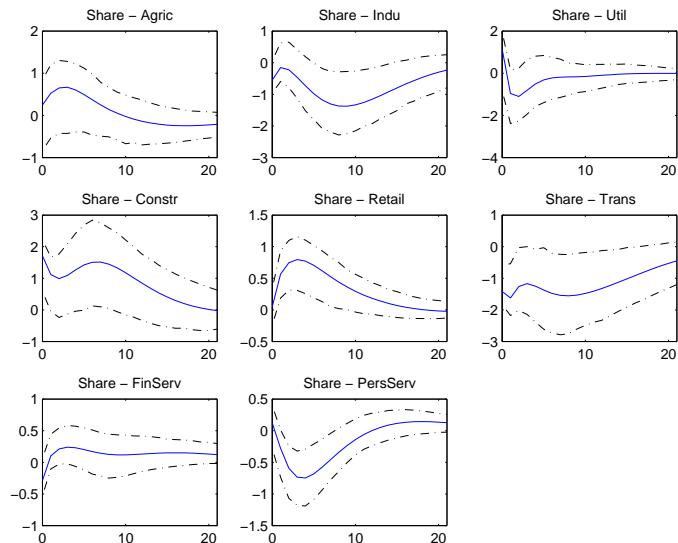 Share − Agric
2
1
0
−1
0 10 20
Share − Indu
1
0
−1
−2
−3
0 10 20
Share − Util
2
0
−2
−4
0 10 20
Share − Constr
3
2
1
0
−1
0 10 20
Share − Retail
1.5
1
0.5
0
−0.5
0 10 20
Share − Trans
1
0
−1
−2
−3
0 10 20
Share − FinServ
1
0.5
0
−0.5
−1
0 10 20
Share − PersServ
0.5
0
−0.5
−1
−1.5
0 10 20